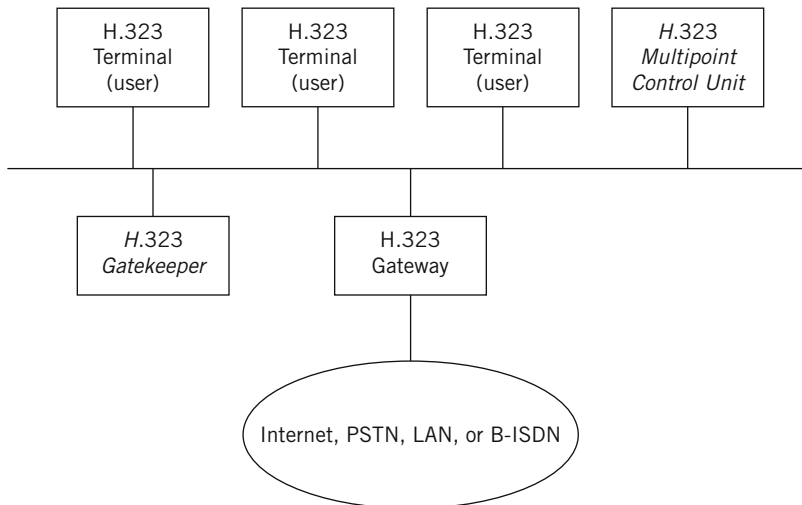 H.323
Terminal
(user)
H.323
Terminal
(user)
H.323
Terminal
(user)
H.323
Multipoint
Control Unit
H.323
Gatekeeper
H.323
Gateway
Internet, PSTN, LAN, or B-ISDN